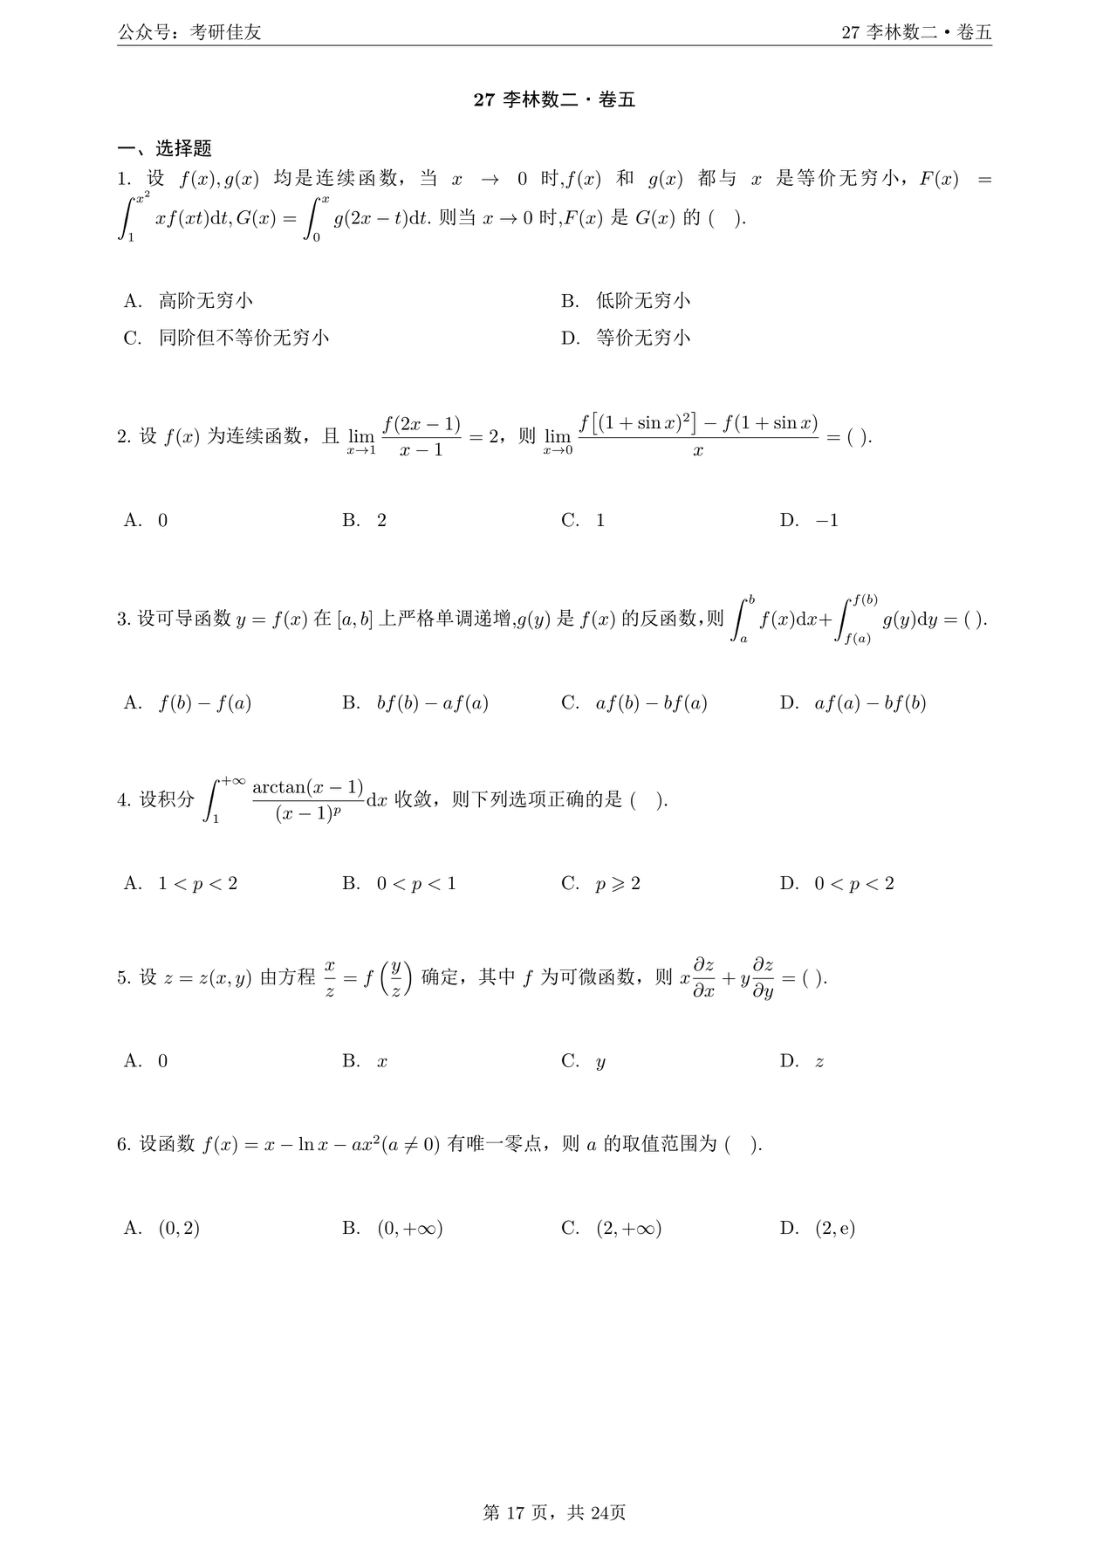 公众号：考研佳友 27 李林数二·卷五
27 李林数二·卷五
一、选择题
1. 设 f(x), g(x) 均是连续函数，当 x → 0 时,f(x) 和 g(x) 都与 x 是等价无穷小，F(x) =
∫_1^{x^2} xf(xt)dt, G(x) = ∫_0^x g(2x − t)dt. 则当 x → 0 时,F(x) 是 G(x) 的 ( ).
A. 高阶无穷小 B. 低阶无穷小
C. 同阶但不等价无穷小 D. 等价无穷小
2. 设 f(x) 为连续函数，且 lim_{x→1} \frac{f(2x − 1)}{x − 1} = 2，则 lim_{x→0} \frac{f[(1 + sin x)^2] − f(1 + sin x)}{x} = ( ).
A. 0 B. 2 C. 1 D. −1
3. 设可导函数 y = f(x) 在 [a, b] 上严格单调递增,g(y) 是 f(x) 的反函数,则 ∫_a^b f(x)dx+∫_{f(a)}^{f(b)} g(y)dy = ( ).
A. f(b) − f(a) B. bf(b) − af(a) C. af(b) − bf(a) D. af(a) − bf(b)
4. 设积分 ∫_1^{+∞} \frac{arctan(x − 1)}{(x − 1)^p}dx 收敛，则下列选项正确的是 ( ).
A. 1 < p < 2 B. 0 < p < 1 C. p ⩾ 2 D. 0 < p < 2
5. 设 z = z(x, y) 由方程 \frac{x}{z} = f(\frac{y}{z}) 确定，其中 f 为可微函数，则 x\frac{∂z}{∂x} + y\frac{∂z}{∂y} = ( ).
A. 0 B. x C. y D. z
6. 设函数 f(x) = x − ln x − ax^2(a ≠ 0) 有唯一零点，则 a 的取值范围为 ( ).
A. (0, 2) B. (0, +∞) C. (2, +∞) D. (2, e)
第 17 页，共 24页